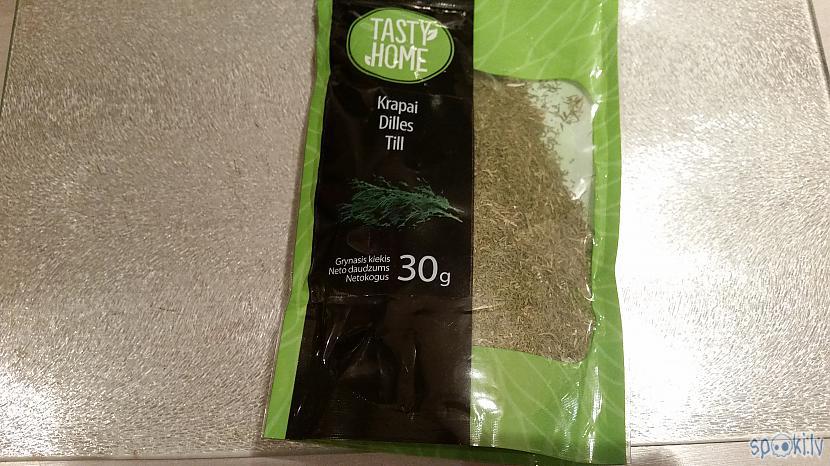 TASTY
HOME
Krapai
Dilles
Till
Grynasis kiekis
Neto daudzums
Netokogus
30g
spoki.lv